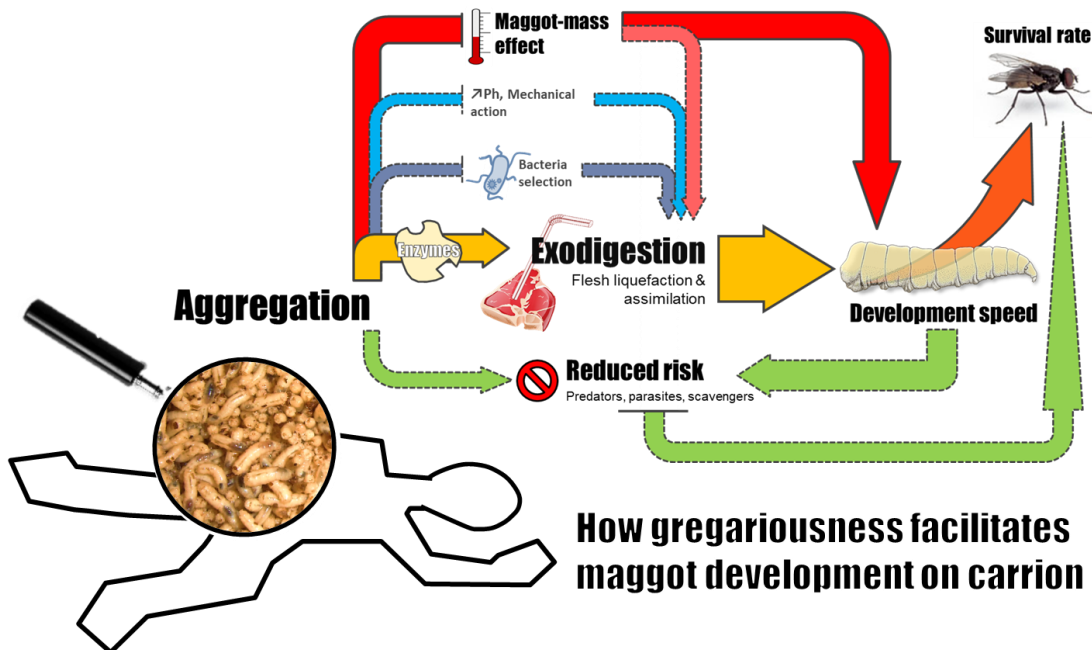 Maggot-mass
effect
Survival rate
↗Ph, Mechanical
action
Bacteria
selection
Enzymes
Exodigestion
Flesh liquefaction &
assimilation
Aggregation
Development speed
Reduced risk
Predators, parasites, scavengers
How gregariousness facilitates
maggot development on carrion